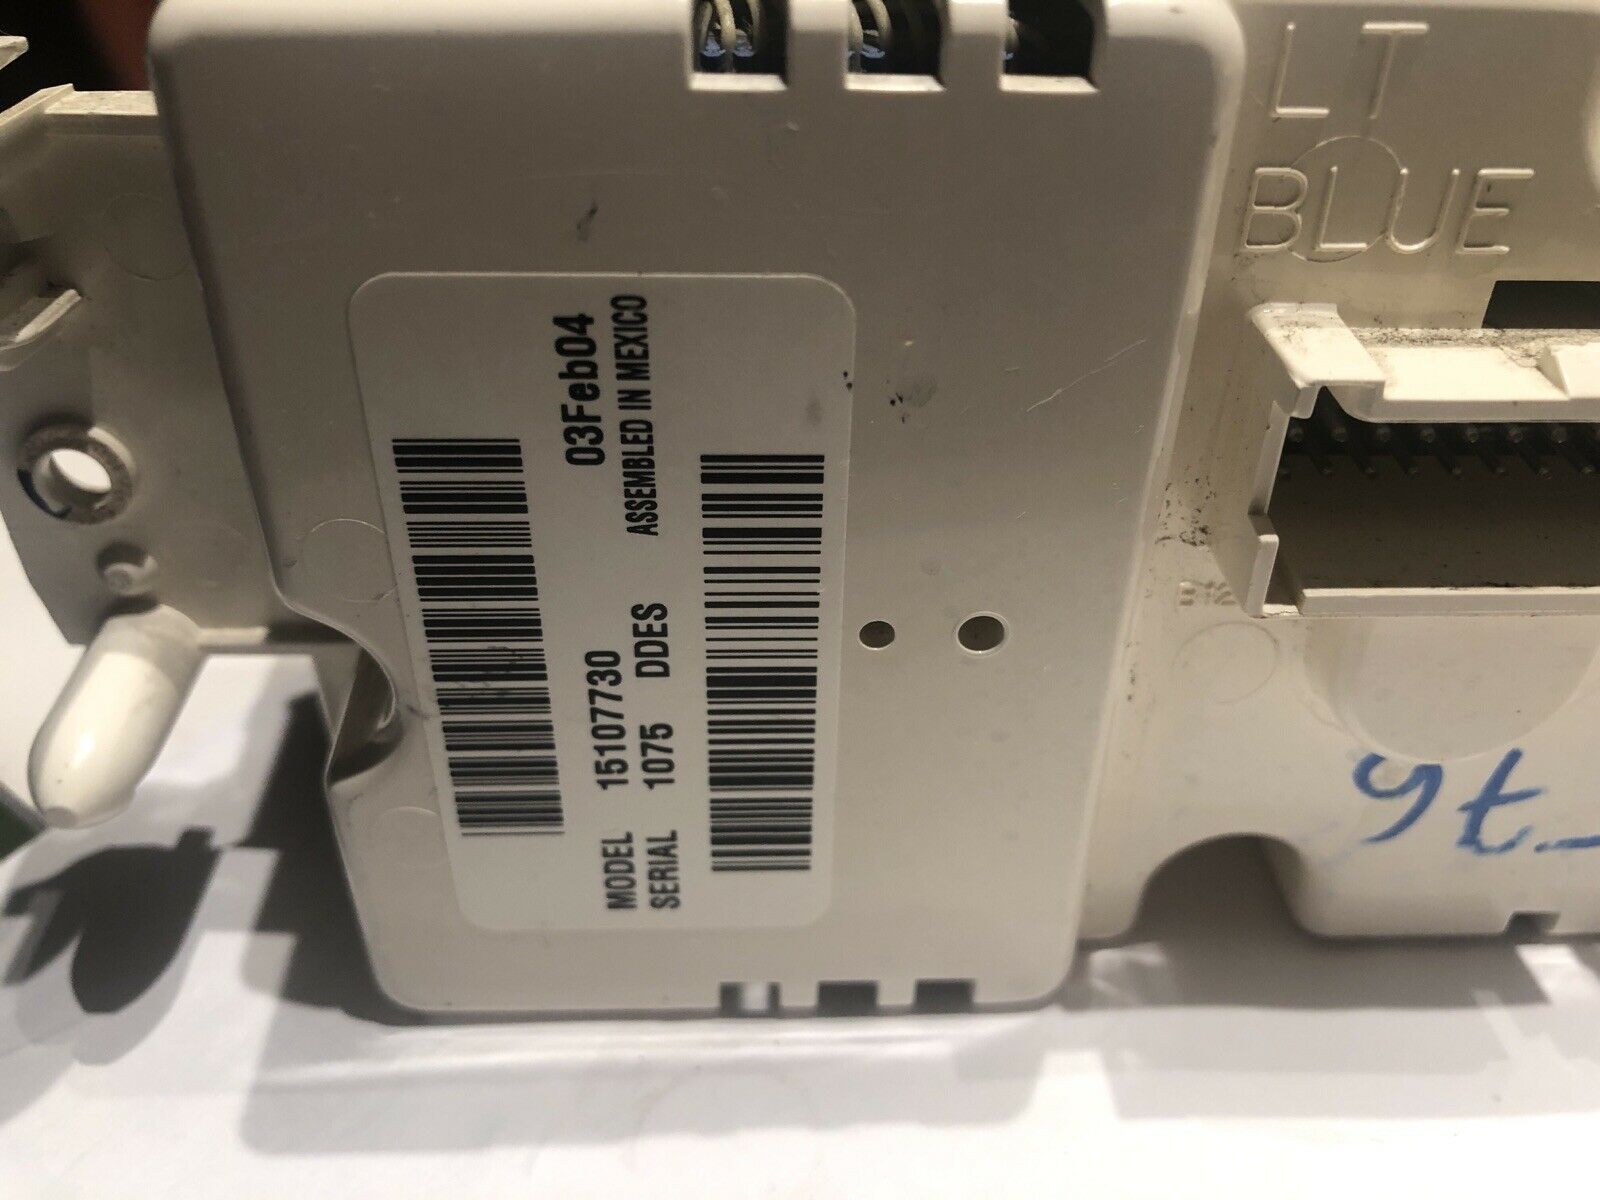 LT
BLUE
03Feb04
ASSEMBLED IN MEXICO
MODEL 15107730
SERIAL 1075 DDES